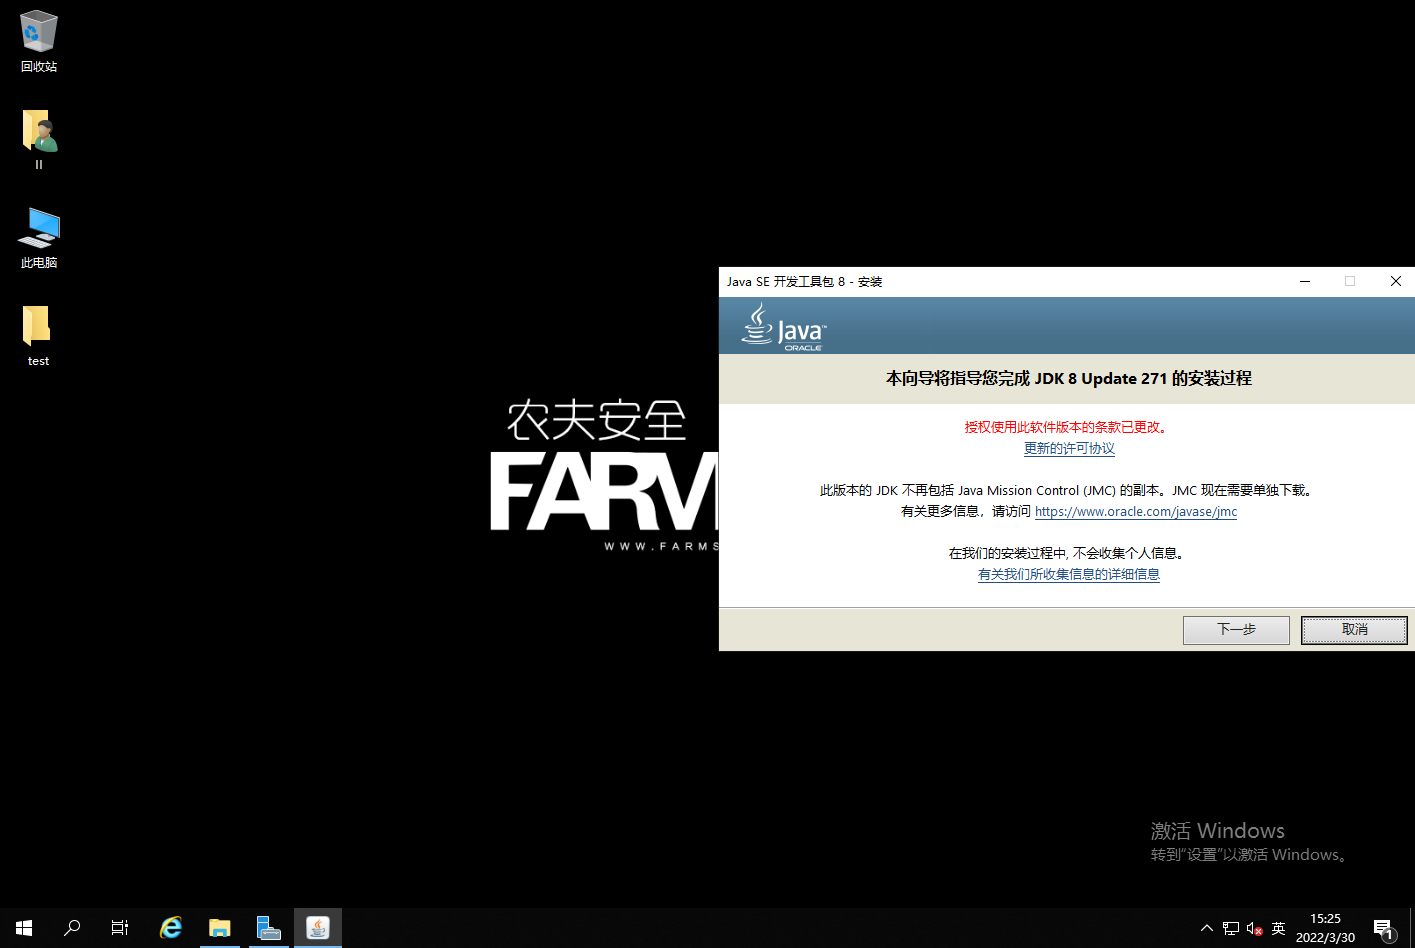 回收站
II
此电脑
test
农夫安全
FARM
WWW.FARMS
Java SE 开发工具包 8 - 安装
Java™
ORACLE
本向导将指导您完成 JDK 8 Update 271 的安装过程
授权使用此软件版本的条款已更改。
更新的许可协议
此版本的 JDK 不再包括 Java Mission Control (JMC) 的副本。JMC 现在需要单独下载。
有关更多信息，请访问 https://www.oracle.com/javase/jmc
在我们的安装过程中, 不会收集个人信息。
有关我们所收集信息的详细信息
下一步
取消
激活 Windows
转到“设置”以激活 Windows。
英
15:25
2022/3/30
1